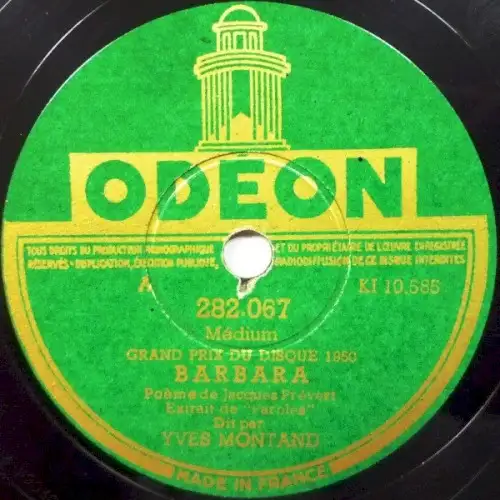 ODEON
TOUS DROITS DU PRODUCTEUR PHONOGRAPHIQUE ET DU PROPRIÉTAIRE DE L'ŒUVRE ENREGISTRÉE
RÉSERVÉS - DUPLICATION, EXÉCUTION PUBLIQUE, RADIODIFFUSION DE CE DISQUE INTERDITES
A KI 10.585
282.067
Médium
GRAND PRIX DU DISQUE 1950
BARBARA
Poème de Jacques Prévert
Extrait de "Paroles"
Dit par
YVES MONTAND
MADE IN FRANCE